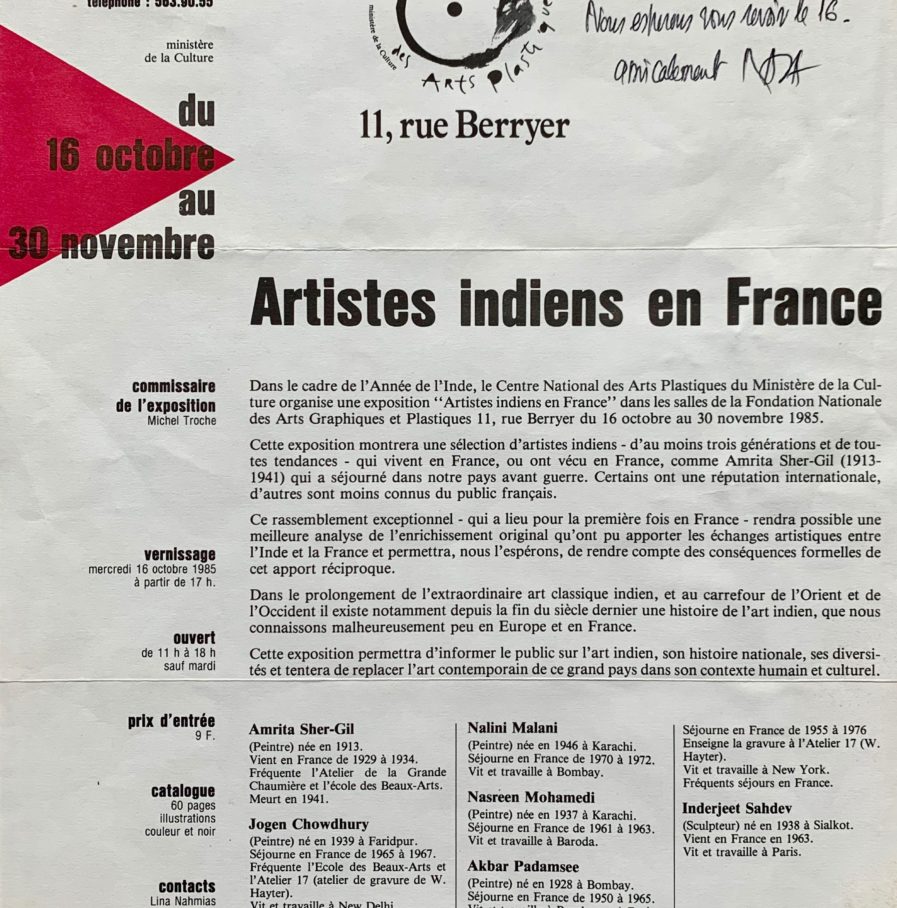 téléphone : 563.90.55
ministère
de la Culture
ministère de la Culture
des Arts Plastiques
Nous espérons vous revoir le 16.
amicalement
11, rue Berryer
du
16 octobre
au
30 novembre
Artistes indiens en France
commissaire
de l'exposition
Michel Troche
Dans le cadre de l'Année de l'Inde, le Centre National des Arts Plastiques du Ministère de la Cul-
ture organise une exposition ‘‘Artistes indiens en France’’ dans les salles de la Fondation Nationale
des Arts Graphiques et Plastiques 11, rue Berryer du 16 octobre au 30 novembre 1985.
Cette exposition montrera une sélection d'artistes indiens - d'au moins trois générations et de tou-
tes tendances - qui vivent en France, ou ont vécu en France, comme Amrita Sher-Gil (1913-
1941) qui a séjourné dans notre pays avant guerre. Certains ont une réputation internationale,
d'autres sont moins connus du public français.
Ce rassemblement exceptionnel - qui a lieu pour la première fois en France - rendra possible une
meilleure analyse de l'enrichissement original qu'ont pu apporter les échanges artistiques entre
l'Inde et la France et permettra, nous l'espérons, de rendre compte des conséquences formelles de
cet apport réciproque.
vernissage
mercredi 16 octobre 1985
à partir de 17 h.
Dans le prolongement de l'extraordinaire art classique indien, et au carrefour de l'Orient et de
l'Occident il existe notamment depuis la fin du siècle dernier une histoire de l'art indien, que nous
connaissons malheureusement peu en Europe et en France.
ouvert
de 11 h à 18 h
sauf mardi
Cette exposition permettra d'informer le public sur l'art indien, son histoire nationale, ses diversi-
tés et tentera de replacer l'art contemporain de ce grand pays dans son contexte humain et culturel.
prix d'entrée
9 F.
catalogue
60 pages
illustrations
couleur et noir
contacts
Lina Nahmias
Amrita Sher-Gil
(Peintre) née en 1913.
Vient en France de 1929 à 1934.
Fréquente l'Atelier de la Grande
Chaumière et l'école des Beaux-Arts.
Meurt en 1941.
Jogen Chowdhury
(Peintre) né en 1939 à Faridpur.
Séjourne en France de 1965 à 1967.
Fréquente l'Ecole des Beaux-Arts et
l'Atelier 17 (atelier de gravure de W.
Hayter).
Vit et travaille à New Delhi.
Nalini Malani
(Peintre) née en 1946 à Karachi.
Séjourne en France de 1970 à 1972.
Vit et travaille à Bombay.
Nasreen Mohamedi
(Peintre) née en 1937 à Karachi.
Séjourne en France de 1961 à 1963.
Vit et travaille à Baroda.
Akbar Padamsee
(Peintre) né en 1928 à Bombay.
Séjourne en France de 1950 à 1965.
Séjourne en France de 1955 à 1976
Enseigne la gravure à l'Atelier 17 (W.
Hayter).
Vit et travaille à New York.
Fréquents séjours en France.
Inderjeet Sahdev
(Sculpteur) né en 1938 à Sialkot.
Vient en France en 1963.
Vit et travaille à Paris.